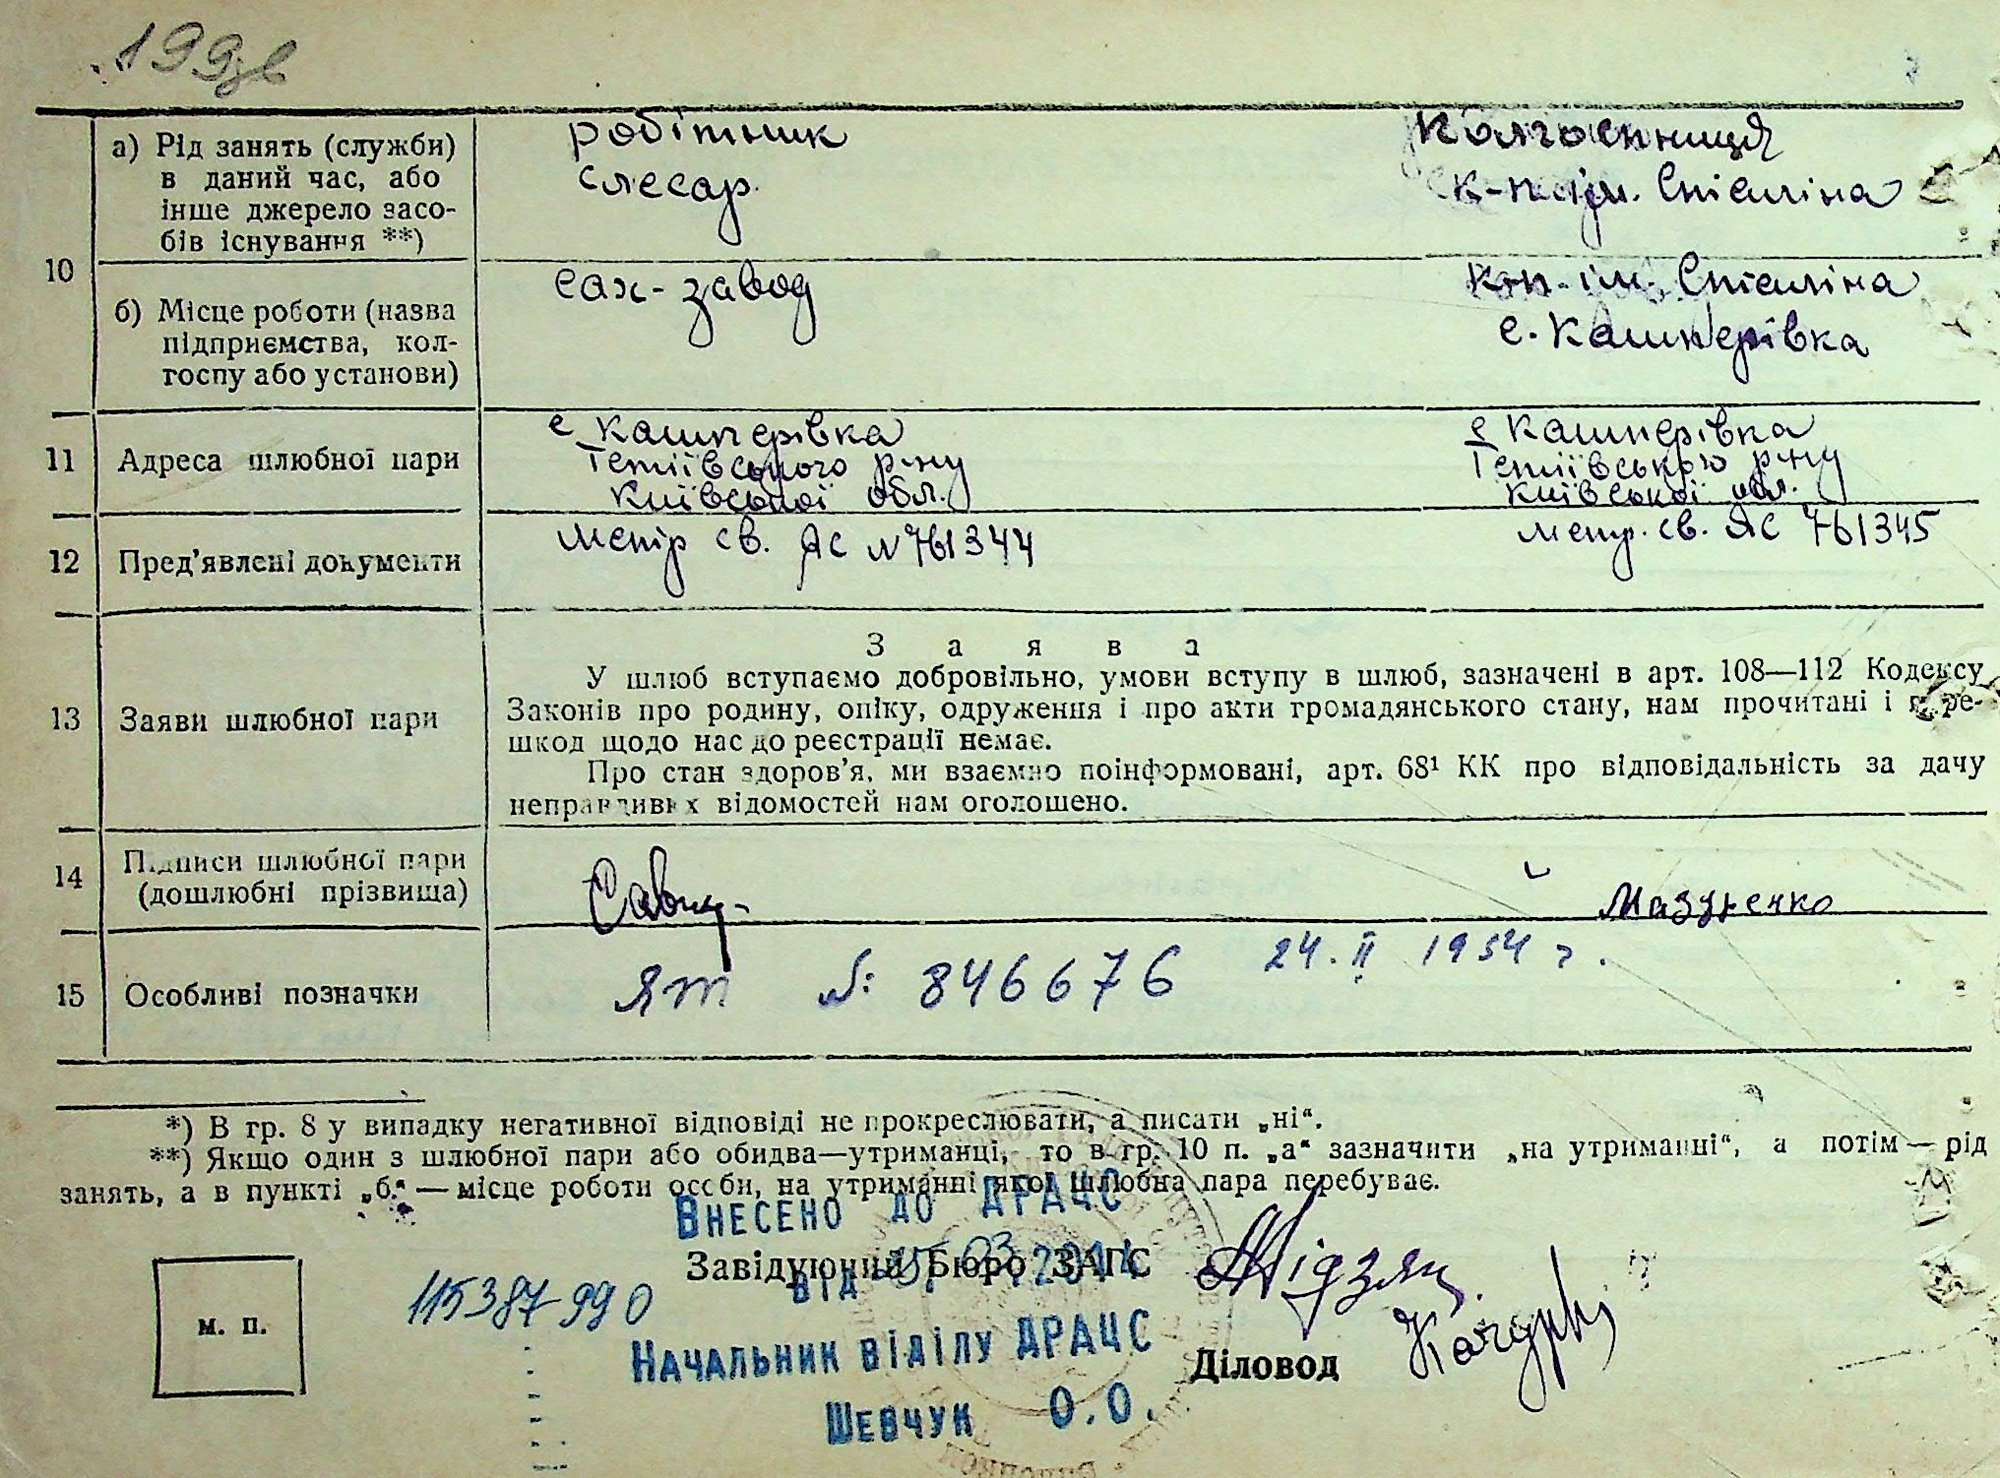 199зв
а) Рід занять (служби) в даний час, або інше джерело засобів існування **)
робітник
слесар
Колгоспниця
к-п ім. Сталіна
10
б) Місце роботи (назва підприємства, колгоспу або установи)
сах-завод
кол. ім. Сталіна
с. Кашперівка
11 Адреса шлюбної пари
с Кашперівка
Тетіївського р-ну
Київської обл.
с Кашперівка
Тетіївського р-ну
Київської обл.
12 Пред'явлені документи
метр св. ЯС № 761344
метр. св. ЯС 761345
13 Заяви шлюбної пари
Заява
У шлюб вступаємо добровільно, умови вступу в шлюб, зазначені в арт. 108—112 Кодексу
Законів про родину, опіку, одруження і про акти громадянського стану, нам прочитані і пере-
шкод щодо нас до реєстрації немає.
Про стан здоров'я, ми взаємно поінформовані, арт. 68¹ КК про відповідальність за дачу
неправдивих відомостей нам оголошено.
14 Підписи шлюбної пари
(дошлюбні прізвища)
Мазуренко
15 Особливі позначки
ЯТ №: 846676 24. II 1954 г.
*) В гр. 8 у випадку негативної відповіді не прокреслювати, а писати „ні“.
**) Якщо один з шлюбної пари або обидва—утриманці, то в гр. 10 п. „а“ зазначити „на утриманні“, а потім — рід
занять, а в пункті „б“ — місце роботи особи, на утриманні якої шлюбна пара перебуває.
Внесено до ДРАЦС
Завідуючий Бюро ЗАГС
від 03.2014
м. п.
115387990
Начальник відділу ДРАЦС
Діловод
Шевчук О.О.